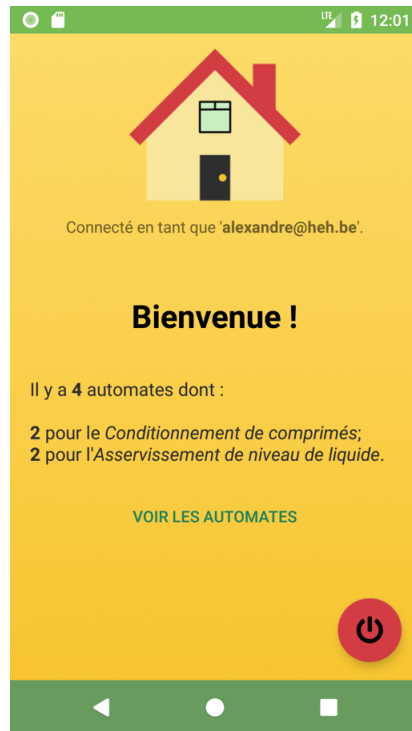 LTE 12:01
Connecté en tant que 'alexandre@heh.be'.
Bienvenue !
Il y a 4 automates dont :
2 pour le Conditionnement de comprimés;
2 pour l'Asservissement de niveau de liquide.
VOIR LES AUTOMATES